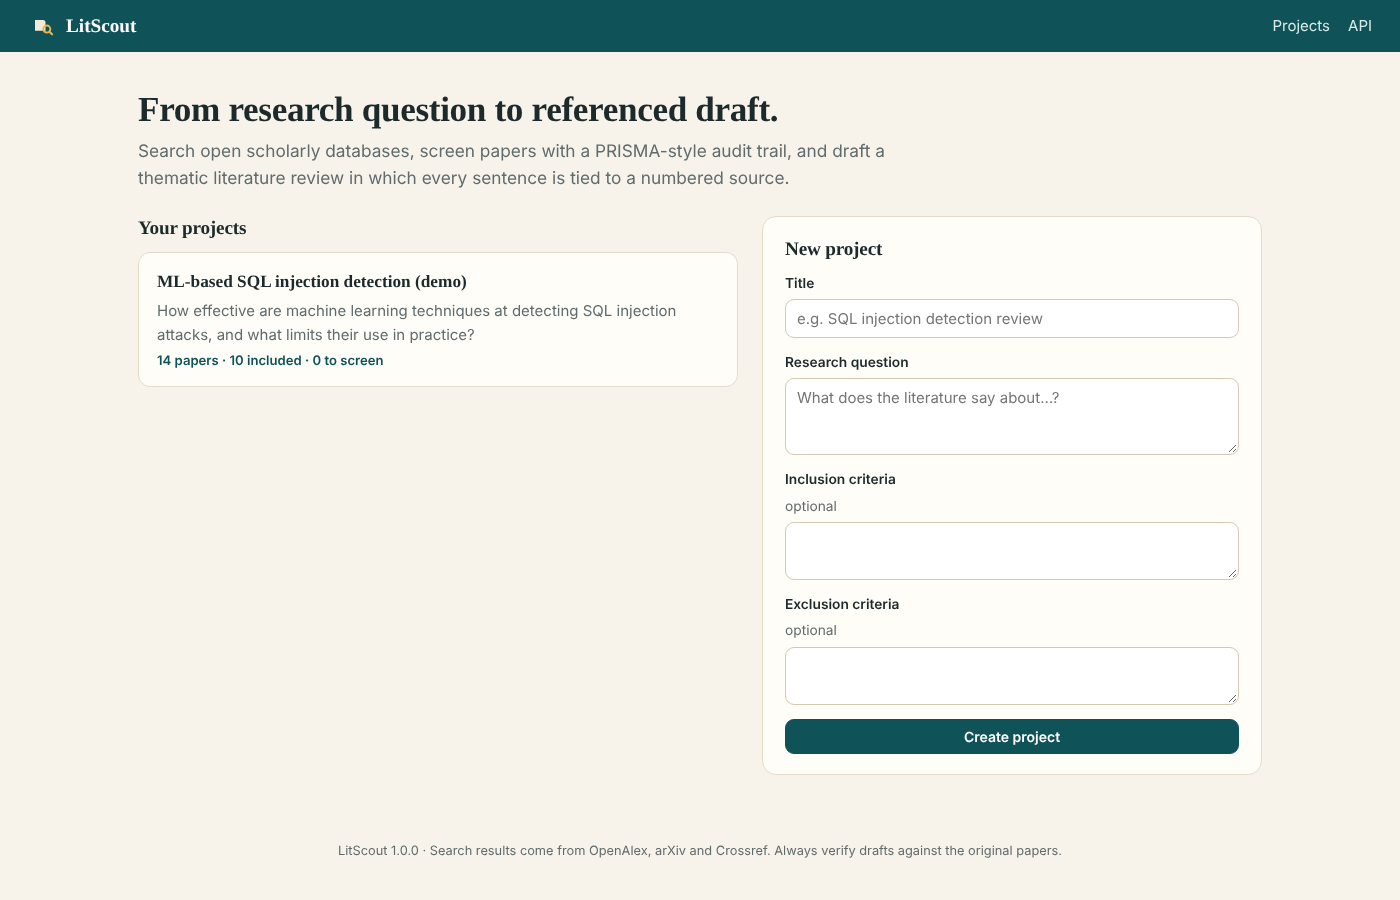 LitScout
Projects API
From research question to referenced draft.
Search open scholarly databases, screen papers with a PRISMA-style audit trail, and draft a
thematic literature review in which every sentence is tied to a numbered source.
Your projects
ML-based SQL injection detection (demo)
How effective are machine learning techniques at detecting SQL injection
attacks, and what limits their use in practice?
14 papers · 10 included · 0 to screen
New project
Title
e.g. SQL injection detection review
Research question
What does the literature say about...?
Inclusion criteria
optional
Exclusion criteria
optional
Create project
LitScout 1.0.0 · Search results come from OpenAlex, arXiv and Crossref. Always verify drafts against the original papers.